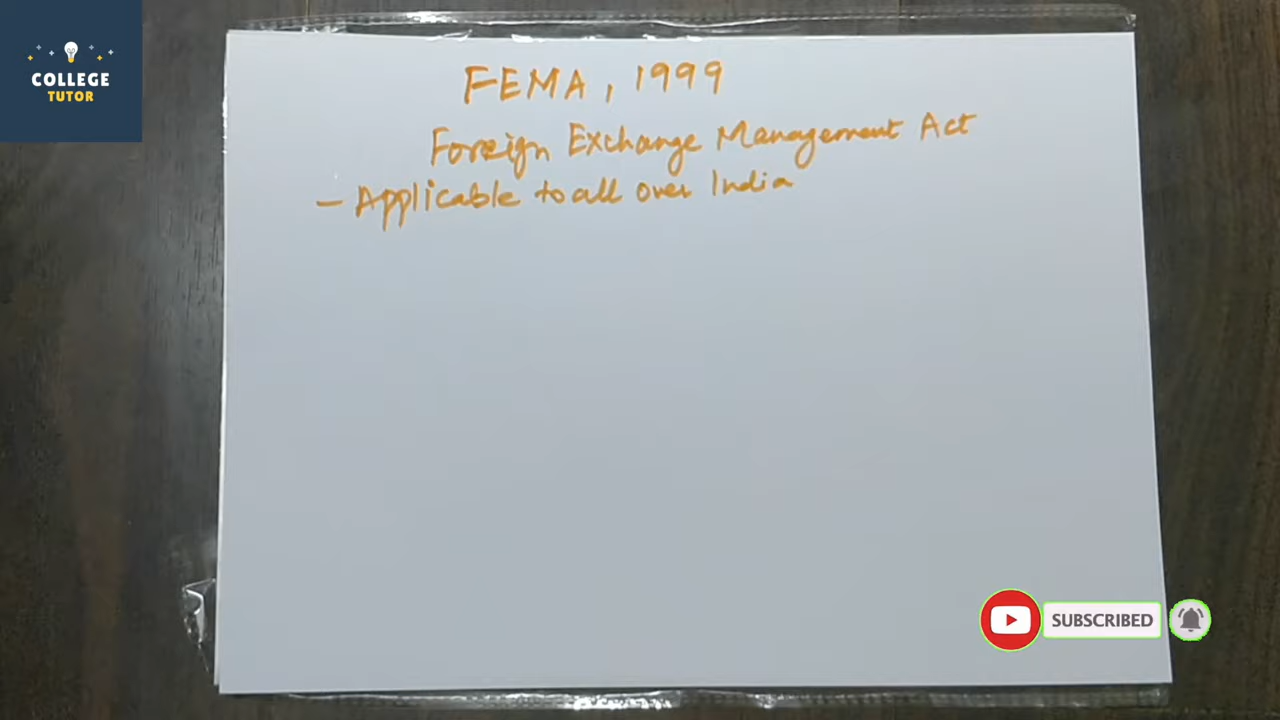 COLLEGE
TUTOR
FEMA, 1999
Foreign Exchange Management Act
- Applicable to all over India
SUBSCRIBED